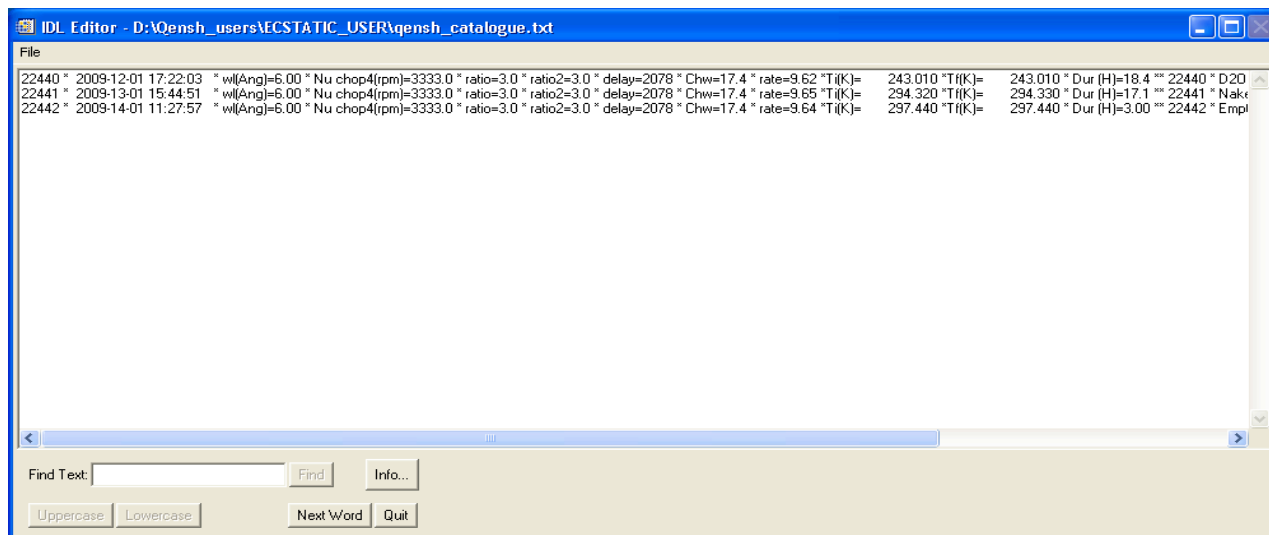 IDL Editor - D:\Qensh_users\ECSTATIC_USER\qensh_catalogue.txt
File
22440 * 2009-12-01 17:22:03 * wl(Ang)=6.00 * Nu chop4(rpm)=3333.0 * ratio=3.0 * ratio2=3.0 * delay=2078 * Chw=17.4 * rate=9.62 *Ti(K)= 243.010 *Tf(K)= 243.010 * Dur (H)=18.4 ** 22440 * D2O
22441 * 2009-13-01 15:44:51 * wl(Ang)=6.00 * Nu chop4(rpm)=3333.0 * ratio=3.0 * ratio2=3.0 * delay=2078 * Chw=17.4 * rate=9.65 *Ti(K)= 294.320 *Tf(K)= 294.330 * Dur (H)=17.1 ** 22441 * Nake
22442 * 2009-14-01 11:27:57 * wl(Ang)=6.00 * Nu chop4(rpm)=3333.0 * ratio=3.0 * ratio2=3.0 * delay=2078 * Chw=17.4 * rate=9.64 *Ti(K)= 297.440 *Tf(K)= 297.440 * Dur (H)=3.00 ** 22442 * Empl
Find Text: Find Info...
Uppercase Lowercase Next Word Quit